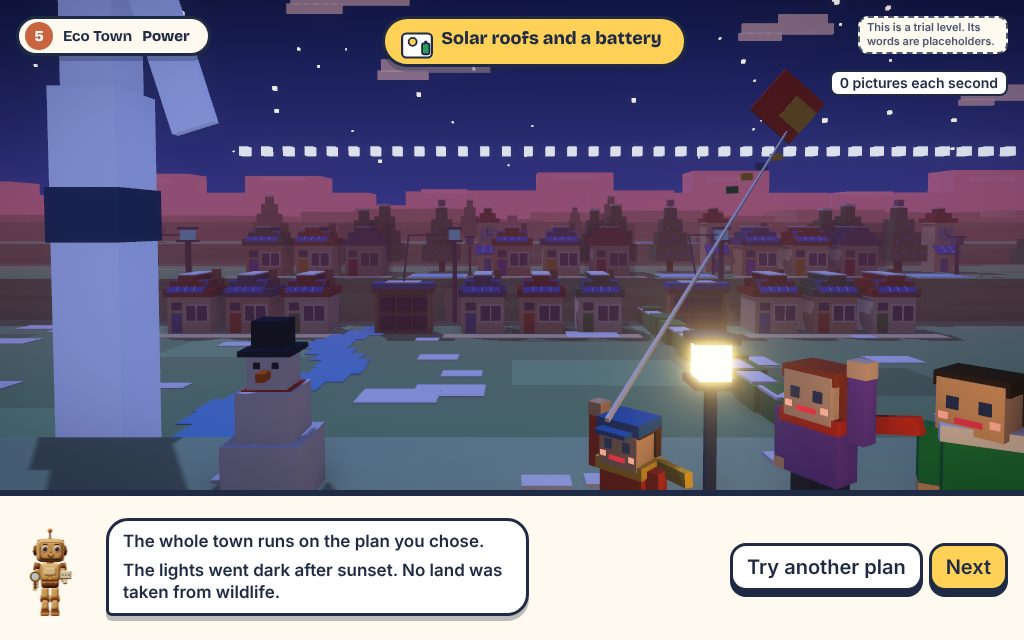 5 Eco Town Power
Solar roofs and a battery
This is a trial level. Its
words are placeholders.
0 pictures each second
The whole town runs on the plan you chose.
The lights went dark after sunset. No land was
taken from wildlife.
Try another plan
Next